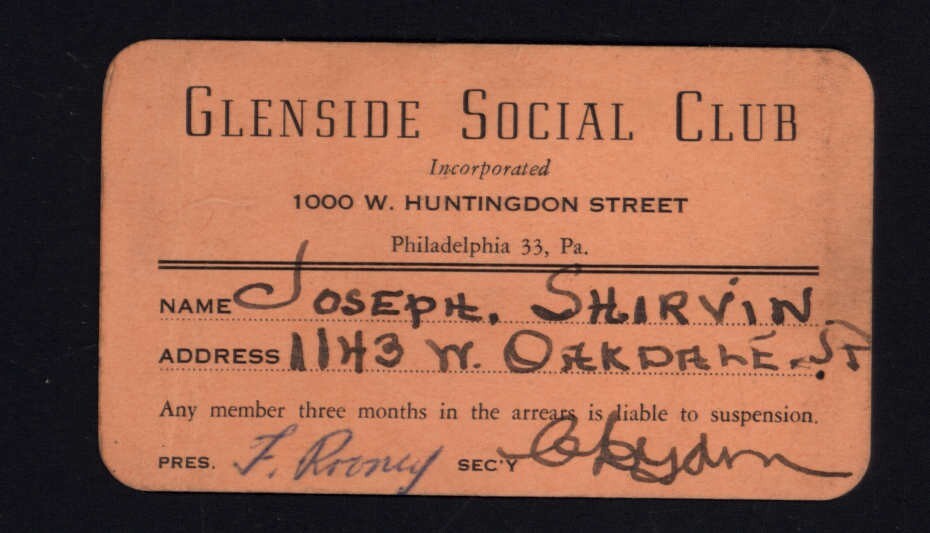 GLENSIDE SOCIAL CLUB
Incorporated
1000 W. HUNTINGDON STREET
Philadelphia 33, Pa.
NAME JOSEPH. SHIRVIN.
ADDRESS 1143 W. OAKDALE. ST.
Any member three months in the arrears is liable to suspension.
PRES. F. Rooney SEC'Y